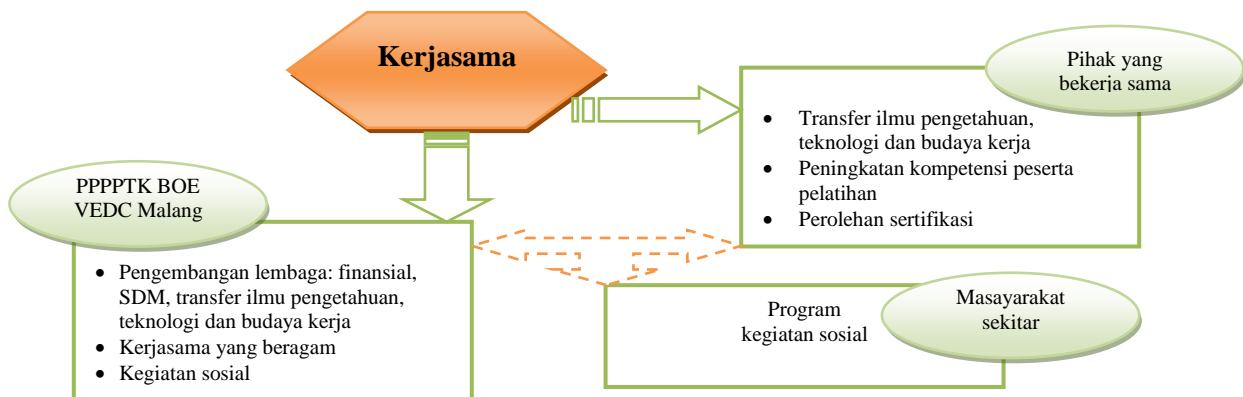 Kerjasama
Pihak yang
bekerja sama
• Transfer ilmu pengetahuan,
teknologi dan budaya kerja
• Peningkatan kompetensi peserta
pelatihan
• Perolehan sertifikasi
PPPPTK BOE
VEDC Malang
• Pengembangan lembaga: finansial,
SDM, transfer ilmu pengetahuan,
teknologi dan budaya kerja
• Kerjasama yang beragam
• Kegiatan sosial
Program
kegiatan sosial
Masayarakat
sekitar